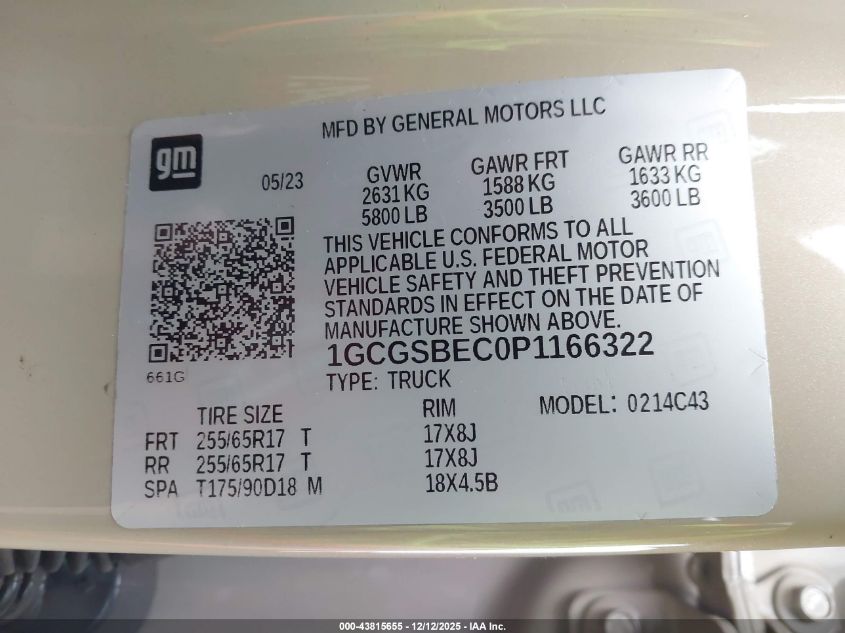 MFD BY GENERAL MOTORS LLC
gm
05/23
GVWR GAWR FRT GAWR RR
2631 KG 1588 KG 1633 KG
5800 LB 3500 LB 3600 LB
THIS VEHICLE CONFORMS TO ALL
APPLICABLE U.S. FEDERAL MOTOR
VEHICLE SAFETY AND THEFT PREVENTION
STANDARDS IN EFFECT ON THE DATE OF
MANUFACTURE SHOWN ABOVE.
1GCGSBEC0P1166322
661G
TYPE: TRUCK
TIRE SIZE RIM MODEL: 0214C43
FRT 255/65R17 T 17X8J
RR 255/65R17 T 17X8J
SPA T175/90D18 M 18X4.5B
000-43815655 - 12/12/2025 - IAA Inc.